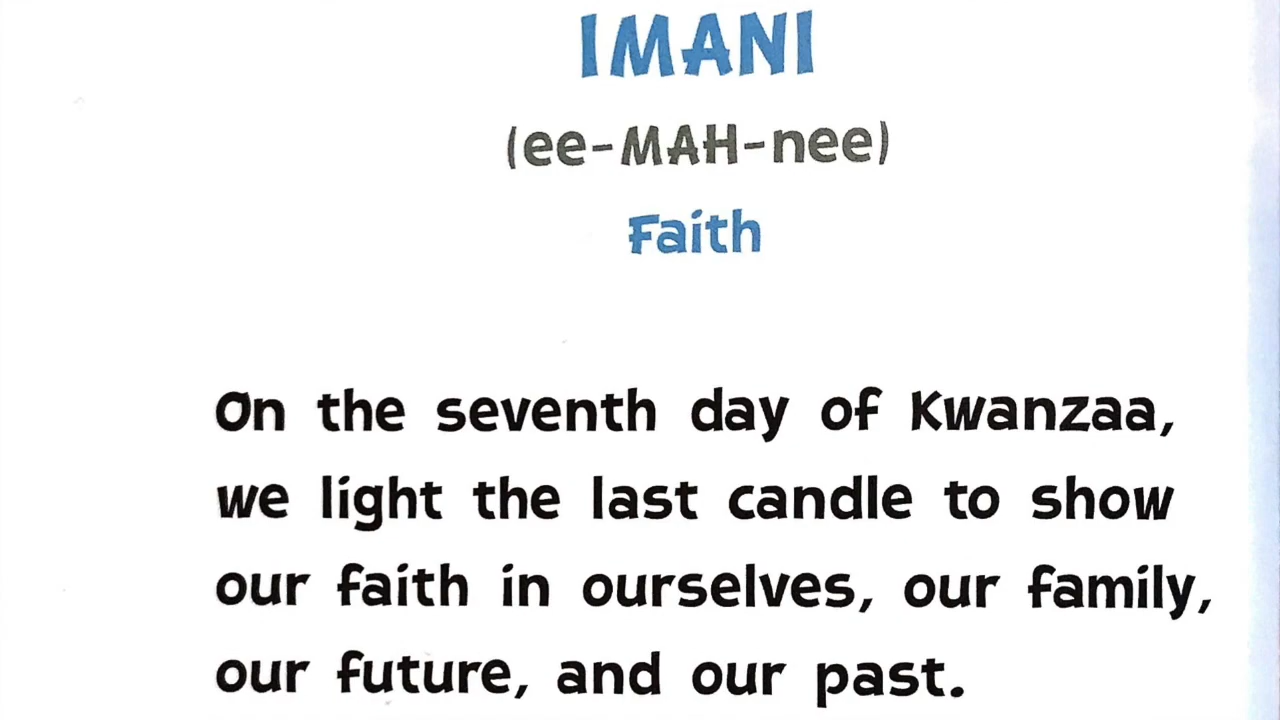 IMANI
(ee-MAH-nee)
Faith
On the seventh day of Kwanzaa,
we light the last candle to show
our faith in ourselves, our family,
our future, and our past.